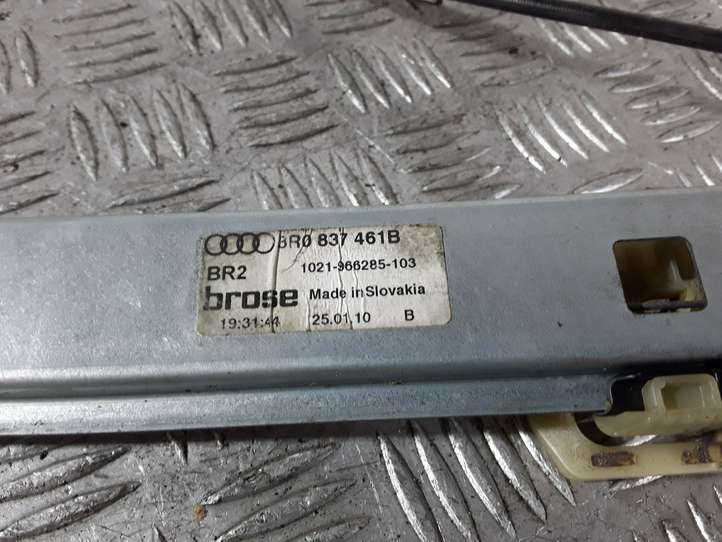 8R0 837 461B
BR2 1021-966285-103
brose Made in Slovakia
19:31:44 25.01.10 B